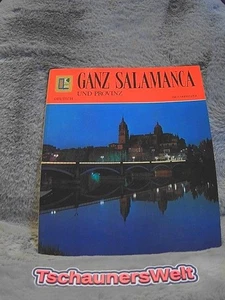 GANZ SALAMANCA
UND PROVINZ
TschaunersWelt